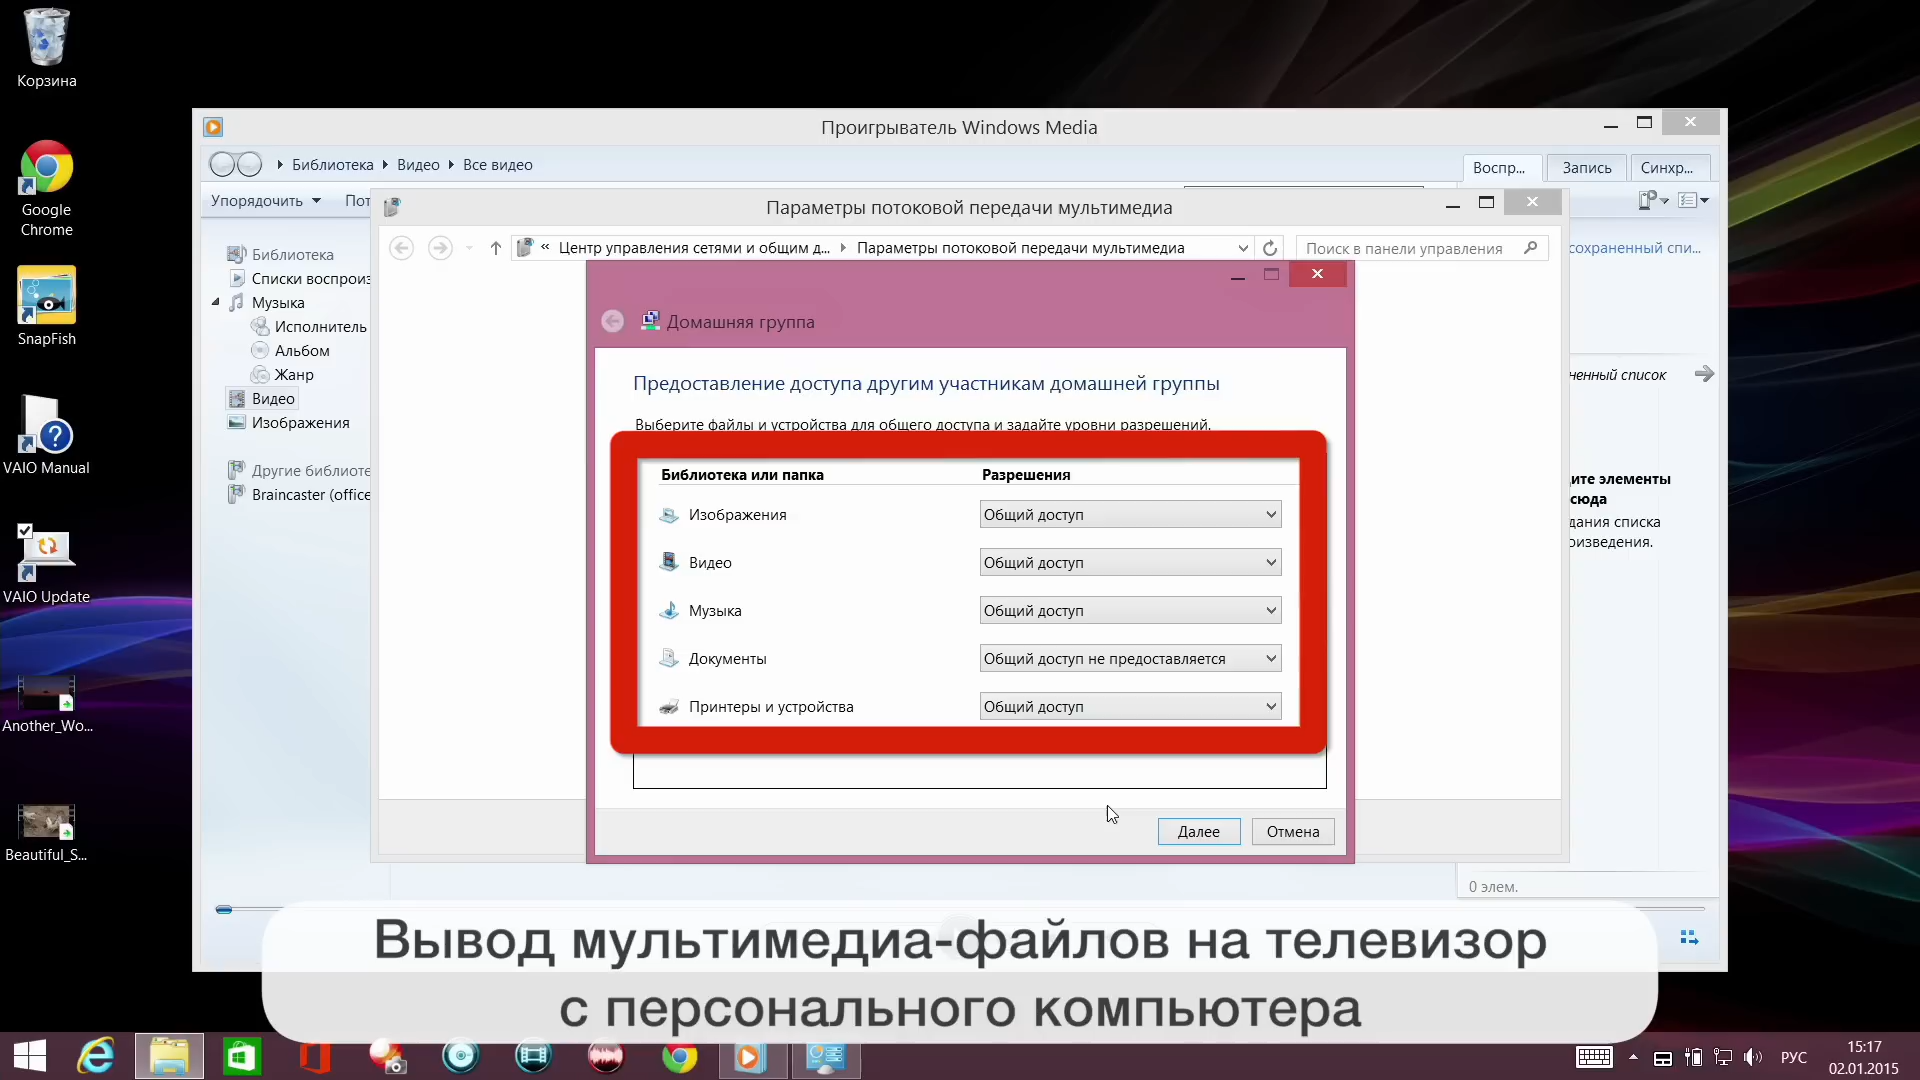 Корзина
Google
Chrome
SnapFish
VAIO Manual
VAIO Update
Another_Wo...
Beautiful_S...
Проигрыватель Windows Media
Библиотека
Видео
Все видео
Воспр...
Запись
Синхр...
Упорядочить
Пот
Библиотека
Списки воспроиз
Музыка
Исполнитель
Альбом
Жанр
Видео
Изображения
Другие библиоте
Braincaster (office
Параметры потоковой передачи мультимедиа
« Центр управления сетями и общим д...
Параметры потоковой передачи мультимедиа
Поиск в панели управления
сохраненный спи...
ненный список
ите элементы
сюда
дания списка
оизведения.
0 элем.
Домашняя группа
Предоставление доступа другим участникам домашней группы
Выберите файлы и устройства для общего доступа и задайте уровни разрешений.
Библиотека или папка Разрешения
Изображения Общий доступ
Видео Общий доступ
Музыка Общий доступ
Документы Общий доступ не предоставляется
Принтеры и устройства Общий доступ
Далее Отмена
Вывод мультимедиа-файлов на телевизор
с персонального компьютера
РУС
15:17
02.01.2015